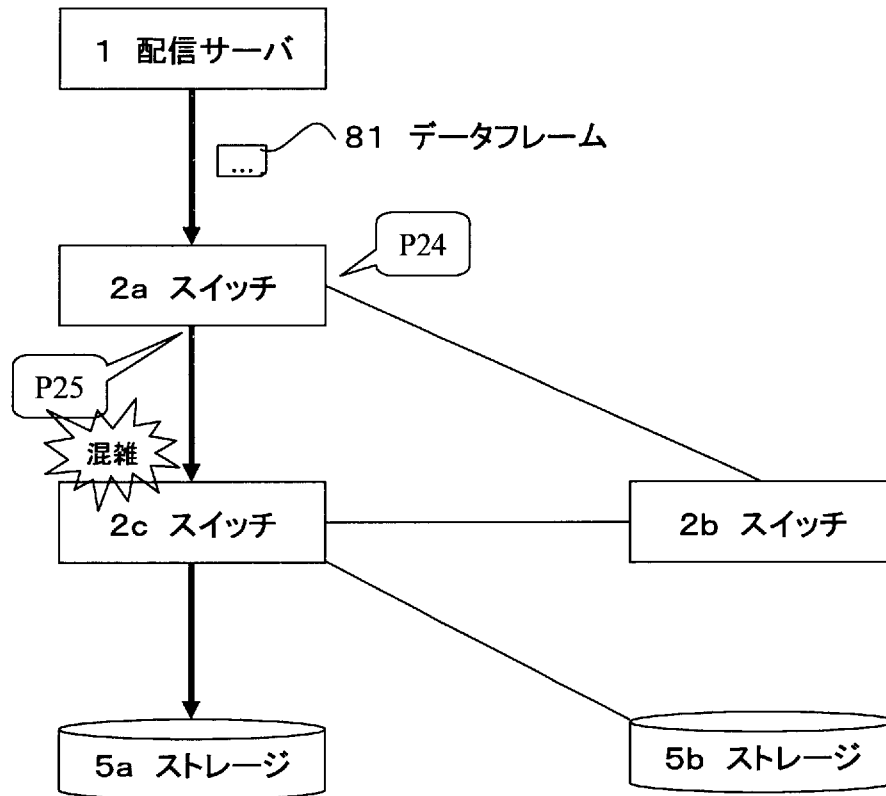 1 配信サーバ
81 データフレーム
P24
2a スイッチ
P25
混雑
2c スイッチ
2b スイッチ
5a ストレージ
5b ストレージ